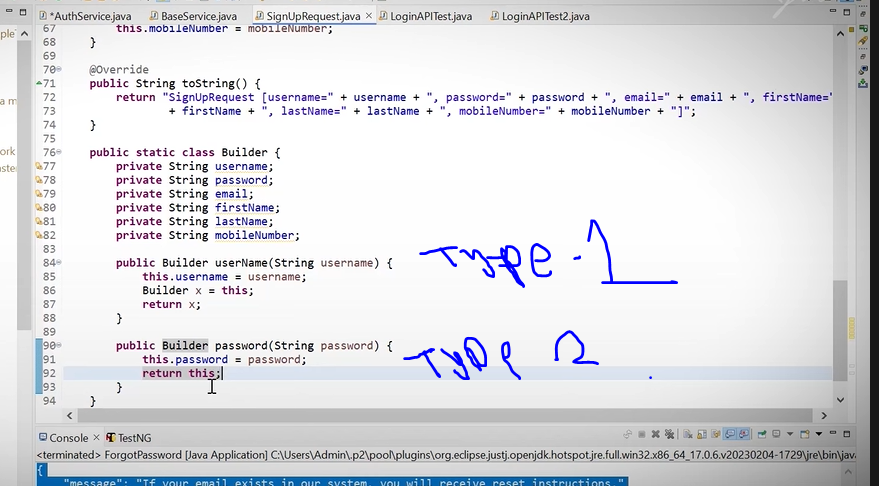 *AuthService.java BaseService.java SignUpRequest.java LoginAPITest.java LoginAPITest2.java
67 this.mobileNumber = mobileNumber;
68 }
69
70 @Override
71 public String toString() {
72 return "SignUpRequest [username=" + username + ", password=" + password + ", email=" + email + ", firstName="
73 + firstName + ", lastName=" + lastName + ", mobileNumber=" + mobileNumber + "]";
74 }
75
76 public static class Builder {
77 private String username;
78 private String password;
79 private String email;
80 private String firstName;
81 private String lastName;
82 private String mobileNumber;
83
84 public Builder userName(String username) {
85 this.username = username;
86 Builder x = this;
87 return x;
88 }
Type-1
89
90 public Builder password(String password) {
91 this.password = password;
92 return this;
93 }
Type 2
94 }
Console TestNG
<terminated> ForgotPassword [Java Application] C:\Users\Admin\.p2\pool\plugins\org.eclipse.justj.openjdk.hotspot.jre.full.win32.x86_64_17.0.6.v20230204-1729\jre\bin\
{
"message": "If your email exists in our system, you will receive reset instructions."